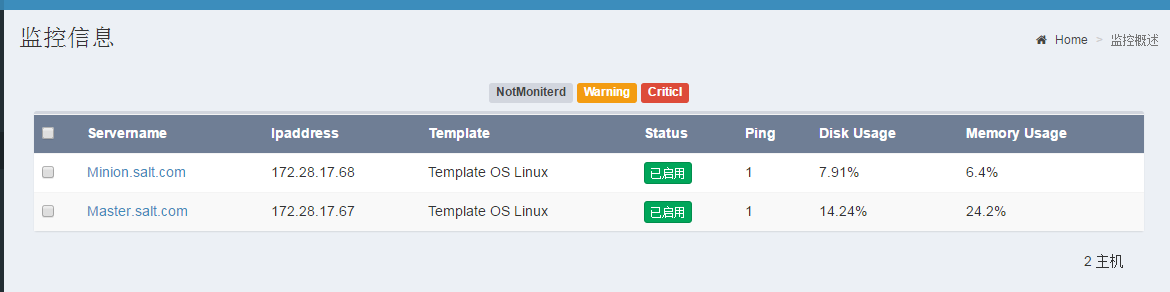 监控信息
Home > 监控概述
NotMoniterd Warning Criticl
Servername Ipaddress Template Status Ping Disk Usage Memory Usage
Minion.salt.com 172.28.17.68 Template OS Linux 已启用 1 7.91% 6.4%
Master.salt.com 172.28.17.67 Template OS Linux 已启用 1 14.24% 24.2%
2 主机